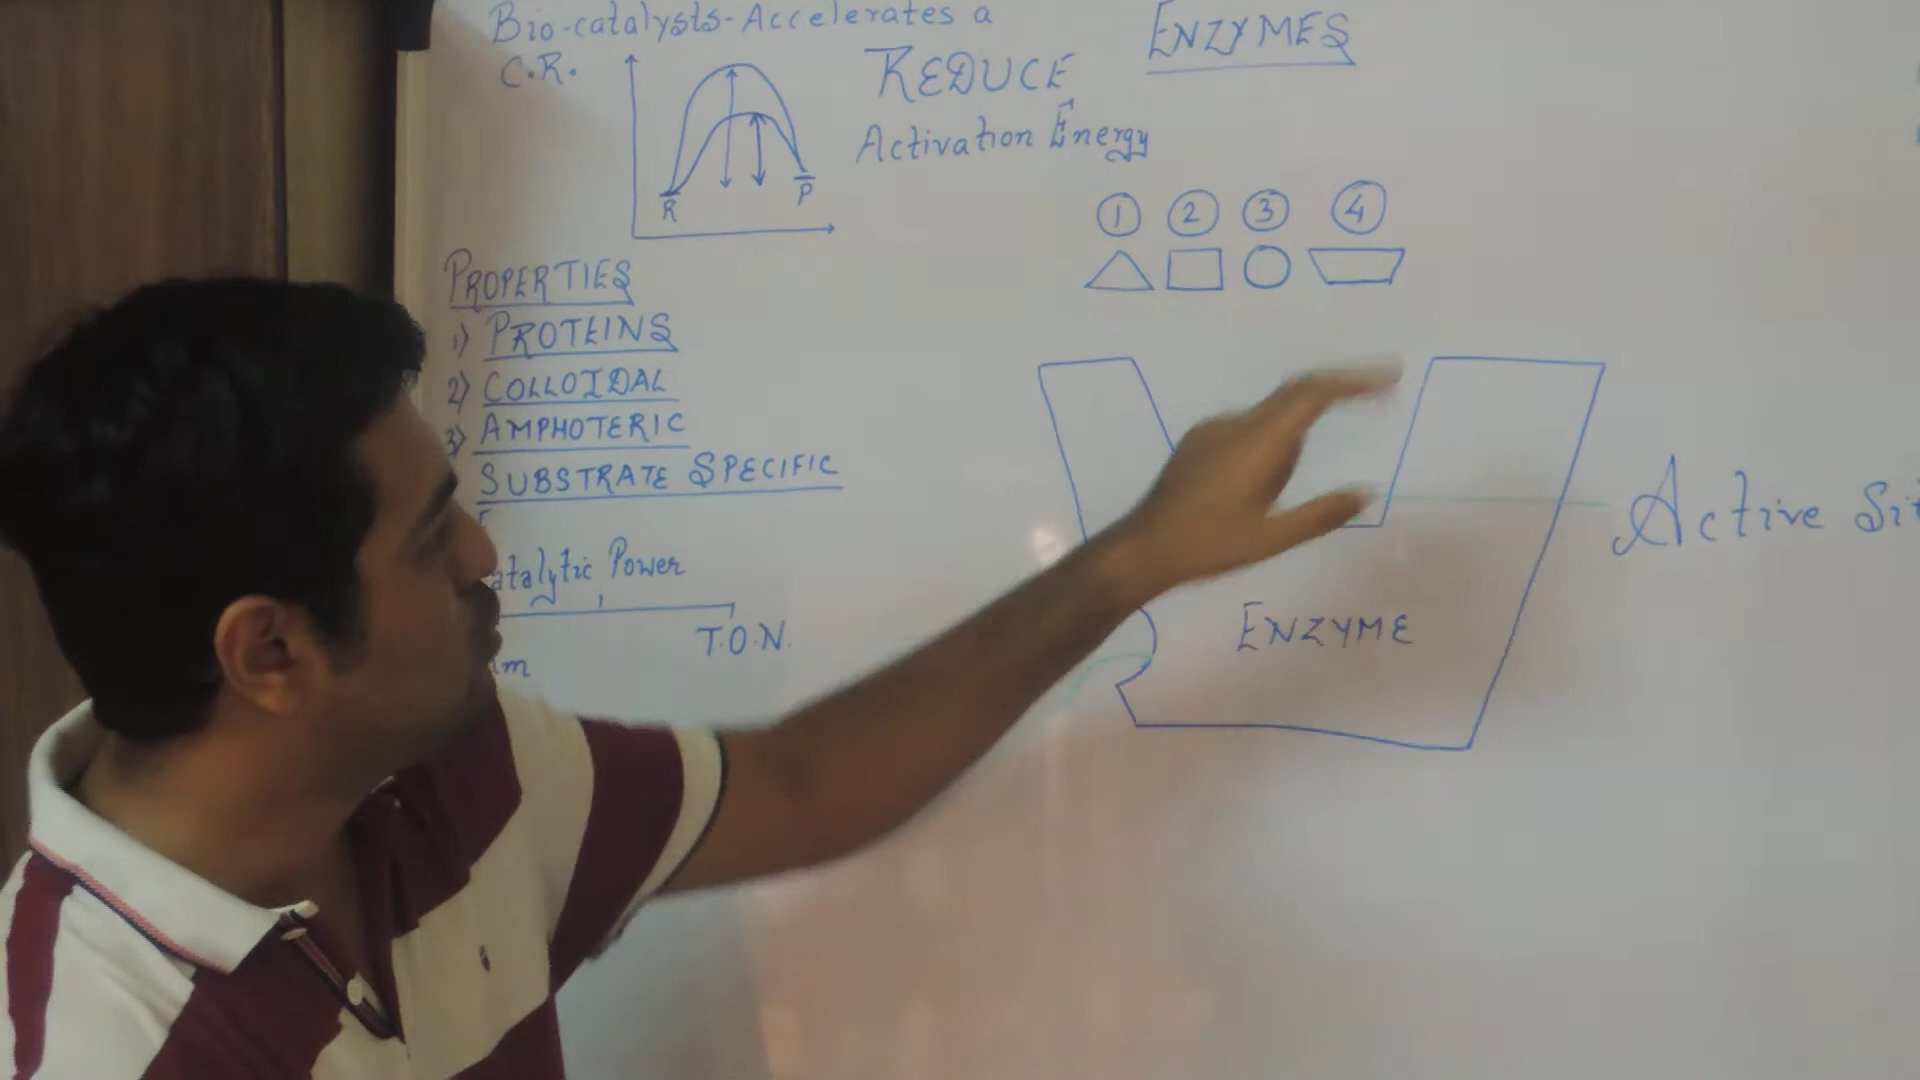 Bio-catalysts-Accelerates a
C.R.
ENZYMES
REDUCE
Activation Energy
R
P
1 2 3 4
PROPERTIES
1) PROTEINS
2) COLLOIDAL
3) AMPHOTERIC
SUBSTRATE SPECIFIC
atalytic Power
T.O.N.
Active Sit
ENZYME